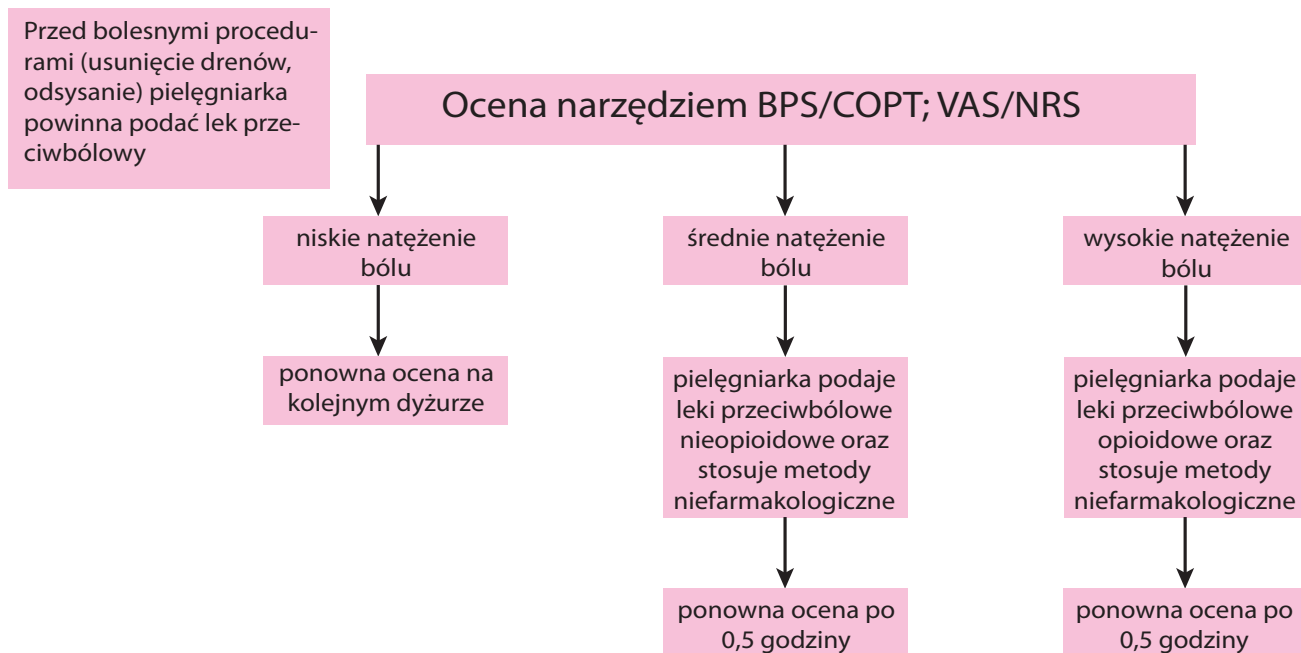 Przed bolesnymi procedu-
rami (usunięcie drenów,
odsysanie) pielęgniarka
powinna podać lek prze-
ciwbólowy
Ocena narzędziem BPS/COPT; VAS/NRS
niskie natężenie
bólu
ponowna ocena na
kolejnym dyżurze
średnie natężenie
bólu
pielęgniarka podaje
leki przeciwbólowe
nieopioidowe oraz
stosuje metody
niefarmakologiczne
ponowna ocena po
0,5 godziny
wysokie natężenie
bólu
pielęgniarka podaje
leki przeciwbólowe
opioidowe oraz
stosuje metody
niefarmakologiczne
ponowna ocena po
0,5 godziny